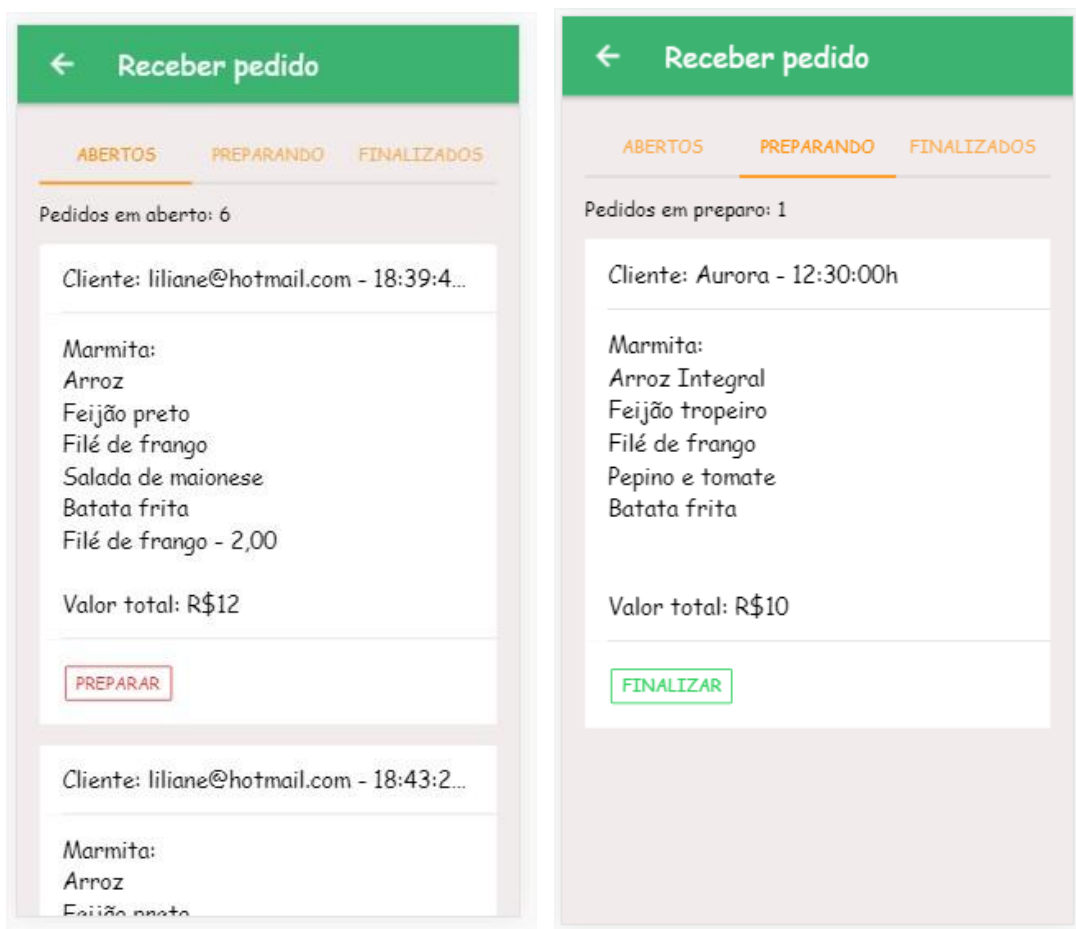 Receber pedido
ABERTOS PREPARANDO FINALIZADOS
Pedidos em aberto: 6
Cliente: liliane@hotmail.com - 18:39:4...
Marmita:
Arroz
Feijão preto
Filé de frango
Salada de maionese
Batata frita
Filé de frango - 2,00
Valor total: R$12
PREPARAR
Cliente: liliane@hotmail.com - 18:43:2...
Marmita:
Arroz
Feijão preto
Receber pedido
ABERTOS PREPARANDO FINALIZADOS
Pedidos em preparo: 1
Cliente: Aurora - 12:30:00h
Marmita:
Arroz Integral
Feijão tropeiro
Filé de frango
Pepino e tomate
Batata frita
Valor total: R$10
FINALIZAR